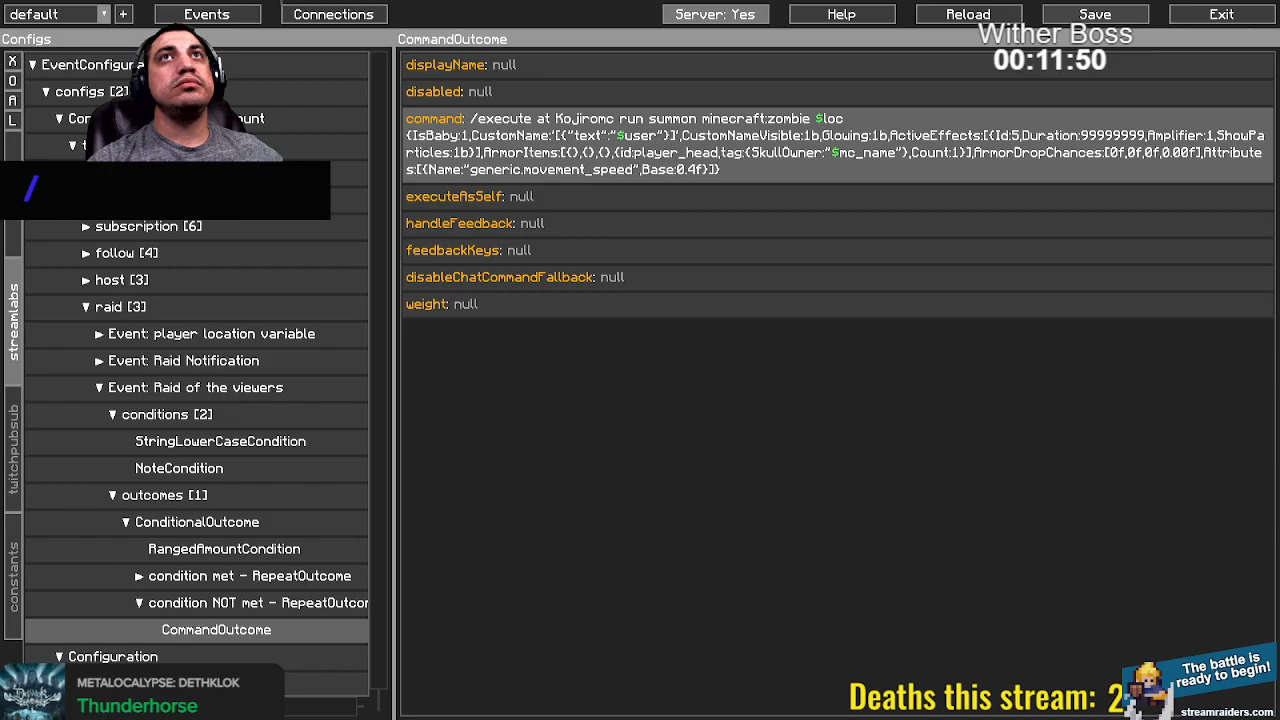 default
+
Events
Connections
Server: Yes
Help
Reload
Save
Exit
Wither Boss
00:11:50
Configs
CommandOutcome
X
O
A
L
streamlabs
twitchpubsub
constants
configs [2]
/
subscription [6]
follow [4]
host [3]
raid [3]
Event: player location variable
Event: Raid Notification
Event: Raid of the viewers
conditions [2]
StringLowerCaseCondition
NoteCondition
outcomes [1]
ConditionalOutcome
RangedAmountCondition
condition met - RepeatOutcome
condition NOT met - RepeatOutcor
CommandOutcome
Configuration
displayName: null
disabled: null
command: /execute at Kojiromc run summon minecraft:zombie $loc
{IsBaby:1,CustomName:'[{"text":"$user"}]',CustomNameVisible:1b,Glowing:1b,ActiveEffects:[{Id:5,Duration:99999999,Amplifier:1,ShowPa
rticles:1b}],ArmorItems:[{},{},{},{id:player_head,tag:{SkullOwner:"$mc_name"},Count:1}],ArmorDropChances:[0f,0f,0f,0.00f],Attribute
s:[{Name:"generic.movement_speed",Base:0.4f}]}
executeAsSelf: null
handleFeedback: null
feedbackKeys: null
disableChatCommandFallback: null
weight: null
METALOCALYPSE: DETHKLOK
Thunderhorse
Deaths this stream: 2
The battle is
ready to begin!
streamraiders.com